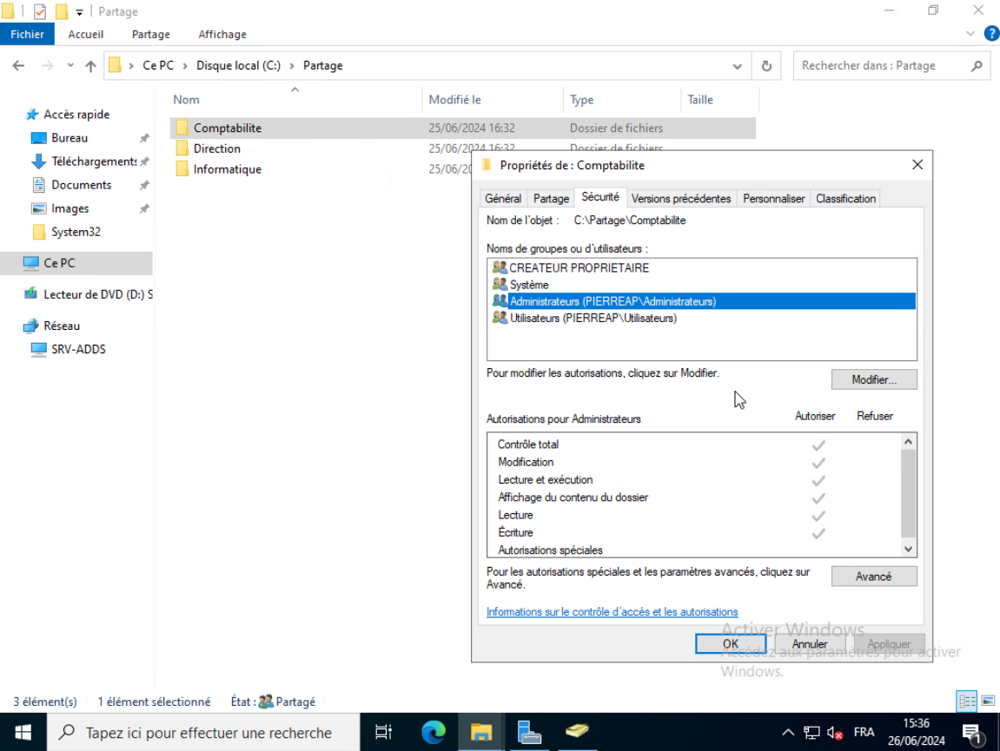 Partage
Fichier Accueil Partage Affichage
Ce PC Disque local (C:) Partage
Rechercher dans : Partage
Nom Modifié le Type Taille
Accès rapide
Bureau
Téléchargements
Documents
Images
System32
Ce PC
Lecteur de DVD (D:) S
Réseau
SRV-ADDS
Comptabilite 25/06/2024 16:32 Dossier de fichiers
Direction 25/06/2024 16:32 Dossier de fichiers
Informatique 25/06/20
Propriétés de : Comptabilite
Général Partage Sécurité Versions précédentes Personnaliser Classification
Nom de l'objet : C:\Partage\Comptabilite
Noms de groupes ou d'utilisateurs :
CREATEUR PROPRIETAIRE
Système
Administrateurs (PIERREAP\Administrateurs)
Utilisateurs (PIERREAP\Utilisateurs)
Pour modifier les autorisations, cliquez sur Modifier.
Modifier...
Autorisations pour Administrateurs Autoriser Refuser
Contrôle total
Modification
Lecture et exécution
Affichage du contenu du dossier
Lecture
Écriture
Autorisations spéciales
Pour les autorisations spéciales et les paramètres avancés, cliquez sur
Avancé.
Avancé
Informations sur le contrôle d'accès et les autorisations
OK Annuler Appliquer
Activer Windows
Accédez aux paramètres pour activer
Windows.
3 élément(s) 1 élément sélectionné État : Partagé
Tapez ici pour effectuer une recherche
FRA
15:36
26/06/2024
1